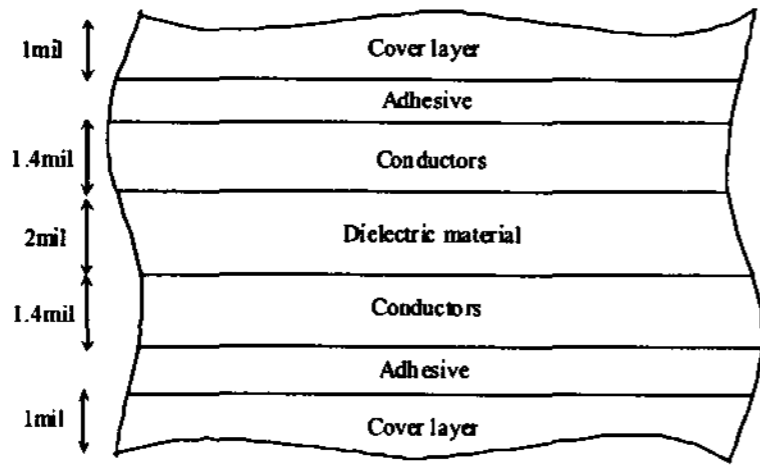 1mil
Cover layer
Adhesive
1.4mil
Conductors
2mil
Dielectric material
1.4mil
Conductors
Adhesive
1mil
Cover layer